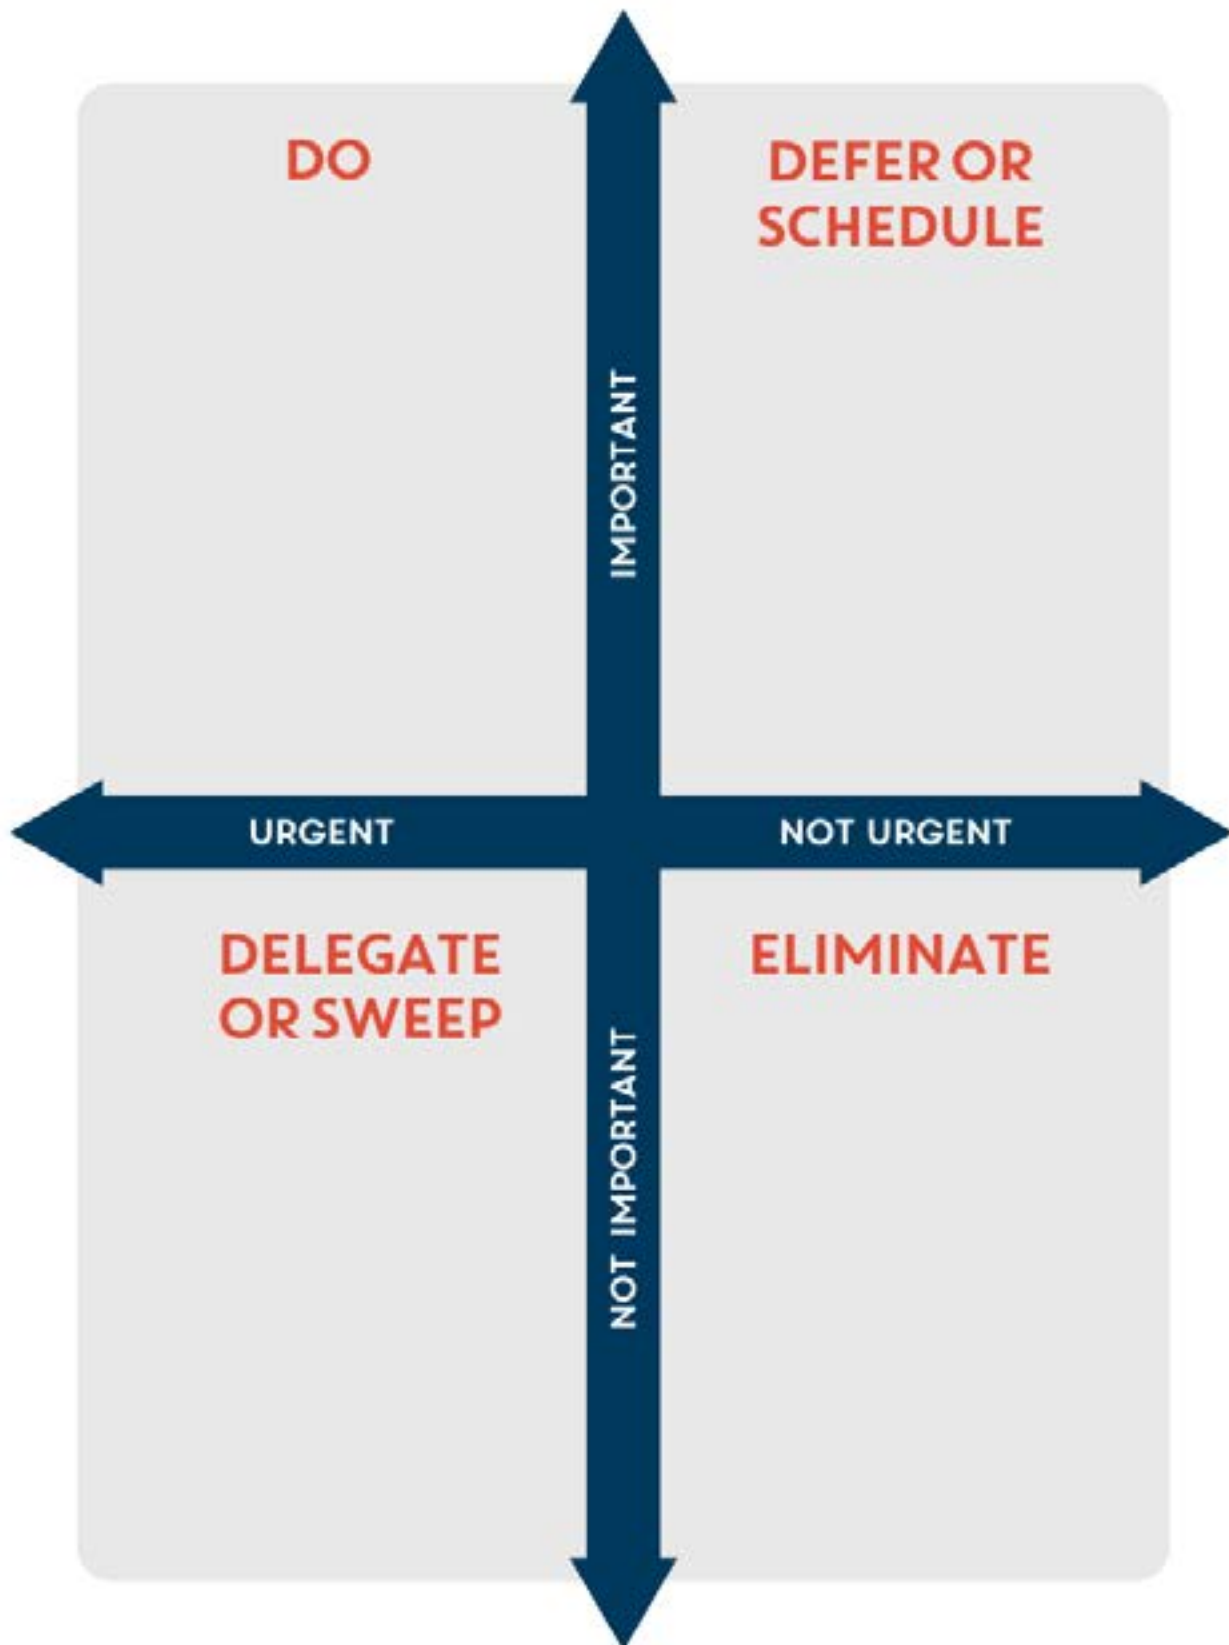 DO
DEFER OR
SCHEDULE
IMPORTANT
URGENT
NOT URGENT
DELEGATE
OR SWEEP
ELIMINATE
NOT IMPORTANT